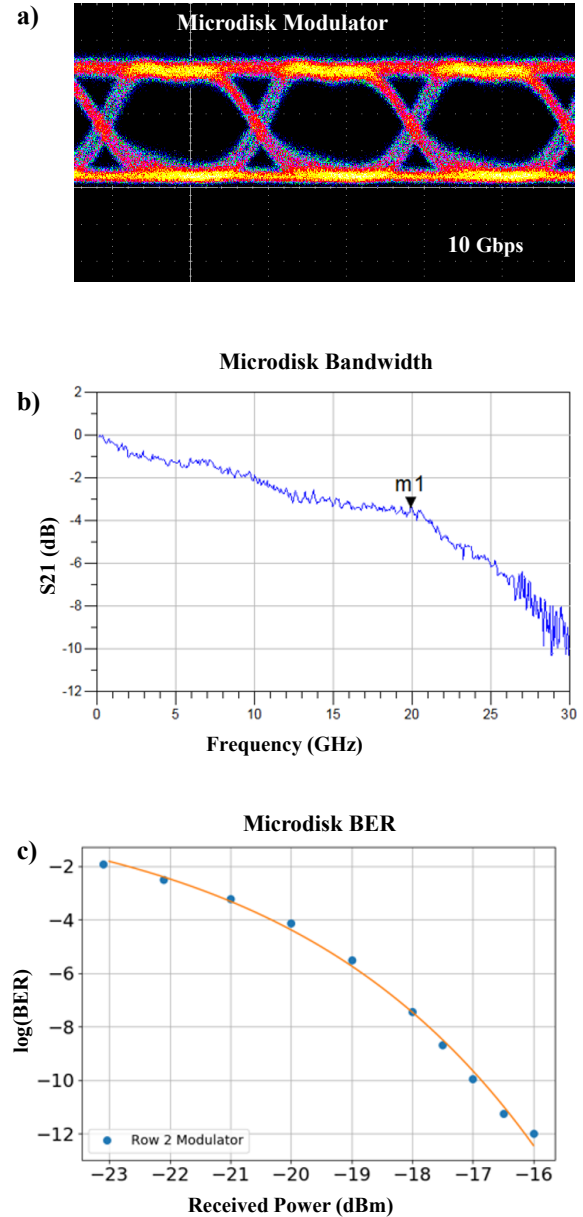 a)
Microdisk Modulator
10 Gbps
Microdisk Bandwidth
b)
2
0
-2
-4
-6
-8
-10
-12
S21 (dB)
m1
0 5 10 15 20 25 30
Frequency (GHz)
Microdisk BER
c)
−2
−4
−6
−8
−10
−12
log(BER)
Row 2 Modulator
−23 −22 −21 −20 −19 −18 −17 −16
Received Power (dBm)